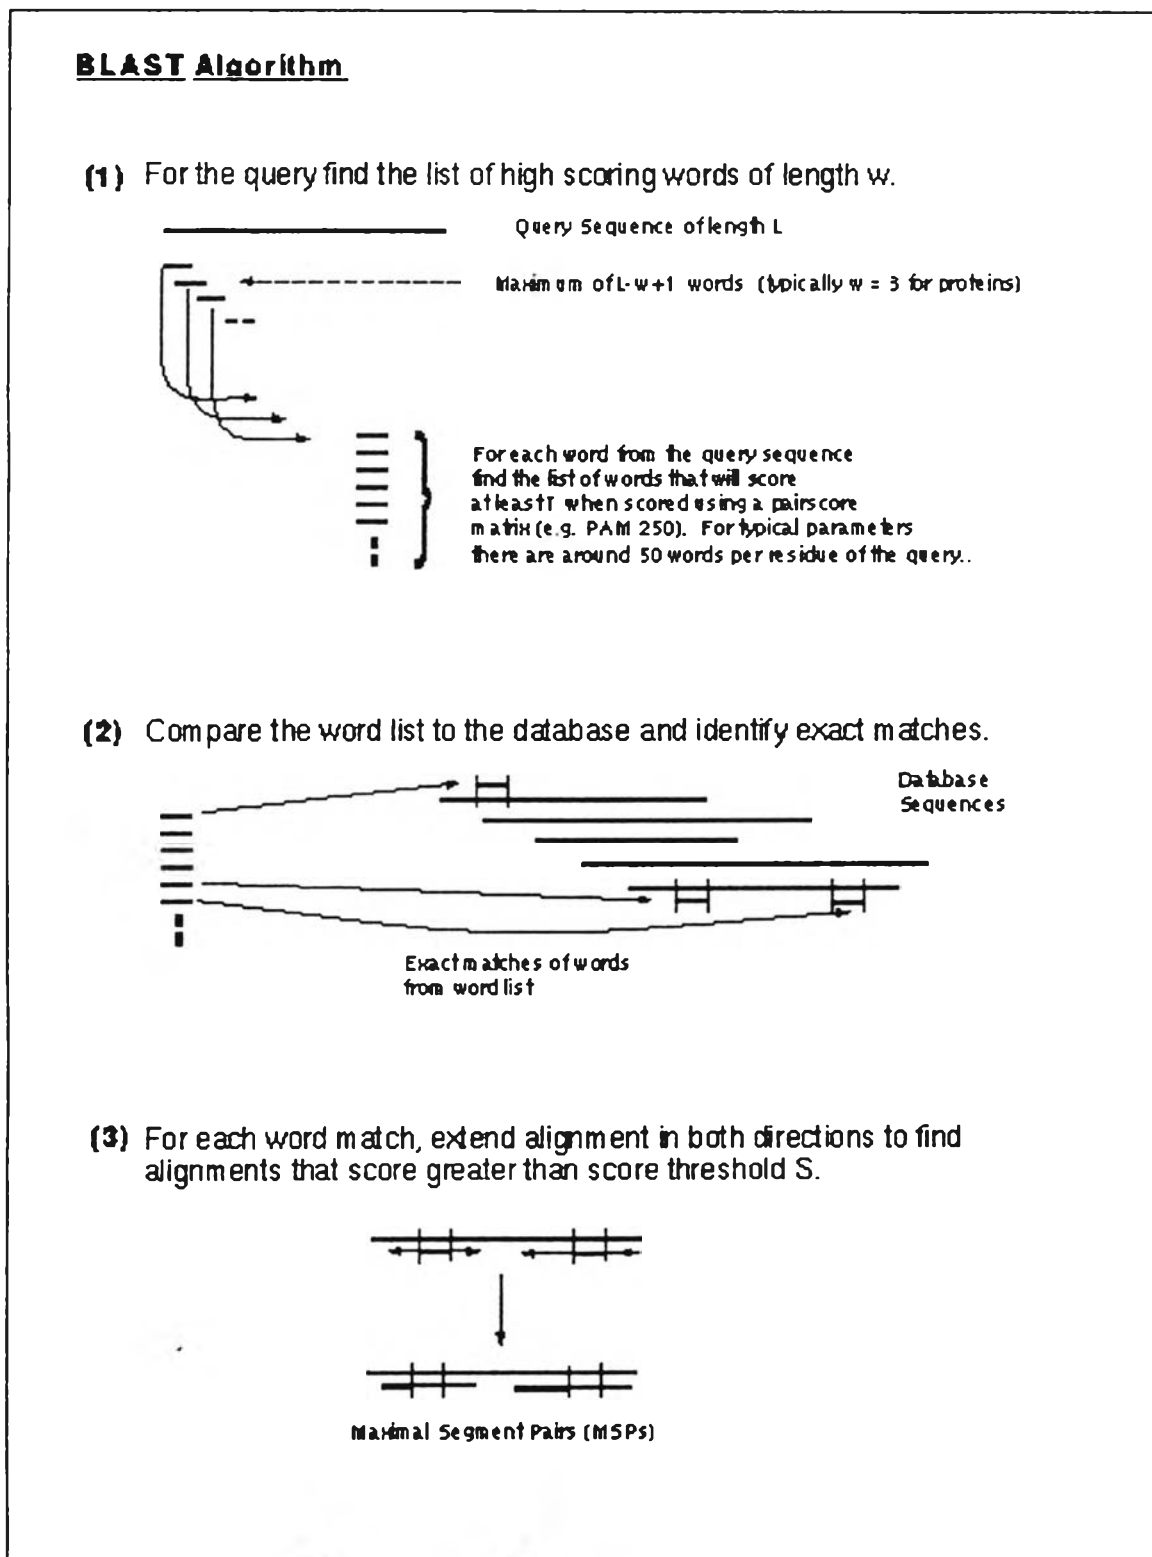 BLAST Algorithm
(1) For the query find the list of high scoring words of length w.
Query Sequence of length L
Maximum of L-w+1 words (typically w = 3 for proteins)
For each word from the query sequence
find the list of words that will score
at least T when scored using a pair score
matrix (e.g. PAM 250). For typical parameters
there are around 50 words per residue of the query..
(2) Compare the word list to the database and identify exact matches.
Database
Sequences
Exact matches of words
from word list
(3) For each word match, extend alignment in both directions to find
alignments that score greater than score threshold S.
Maximal Segment Pairs (MSPs)